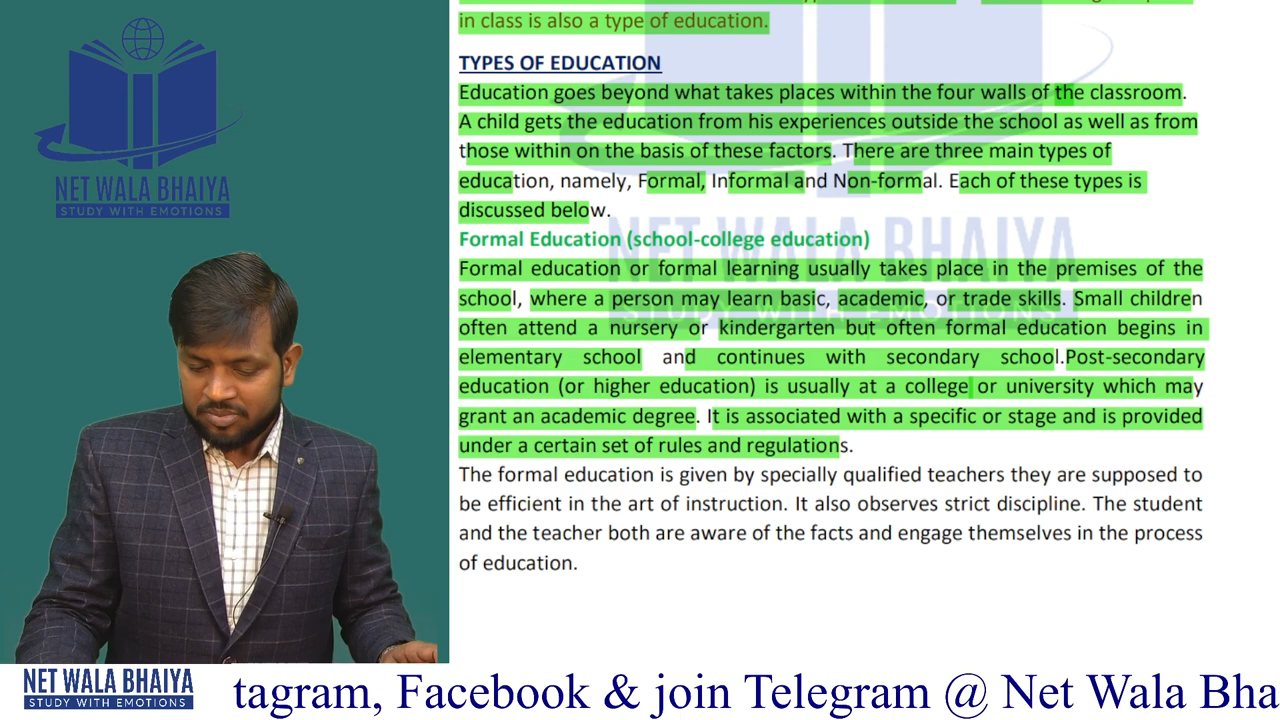 in class is also a type of education.
TYPES OF EDUCATION
Education goes beyond what takes places within the four walls of the classroom.
A child gets the education from his experiences outside the school as well as from
those within on the basis of these factors. There are three main types of
education, namely, Formal, Informal and Non-formal. Each of these types is
discussed below.
Formal Education (school-college education)
Formal education or formal learning usually takes place in the premises of the
school, where a person may learn basic, academic, or trade skills. Small children
often attend a nursery or kindergarten but often formal education begins in
elementary school and continues with secondary school.Post-secondary
education (or higher education) is usually at a college or university which may
grant an academic degree. It is associated with a specific or stage and is provided
under a certain set of rules and regulations.
The formal education is given by specially qualified teachers they are supposed to
be efficient in the art of instruction. It also observes strict discipline. The student
and the teacher both are aware of the facts and engage themselves in the process
of education.
NET WALA BHAIYA
STUDY WITH EMOTIONS
NET WALA BHAIYA
STUDY WITH EMOTIONS
NET WALA BHAIYA
STUDY WITH EMOTIONS
tagram, Facebook & join Telegram @ Net Wala Bha